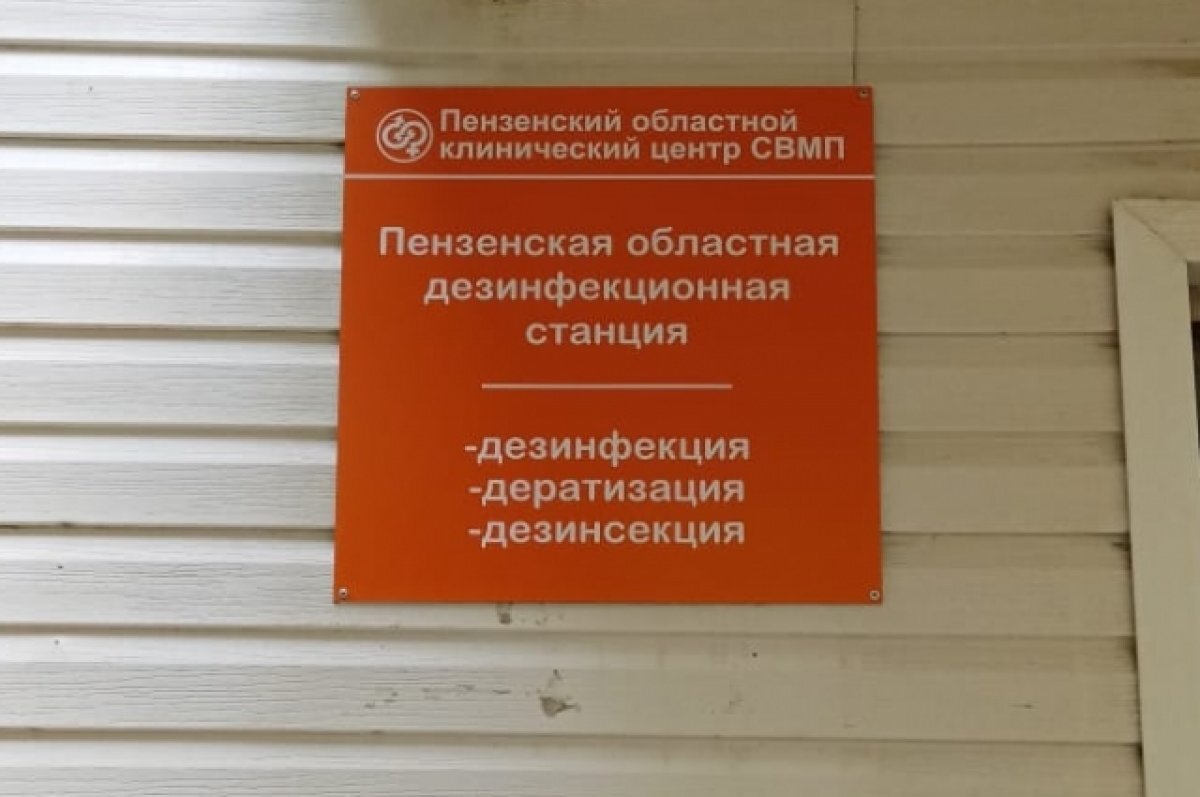 Пензенский областной
клинический центр СВМП
Пензенская областная
дезинфекционная
станция
-дезинфекция
-дератизация
-дезинсекция